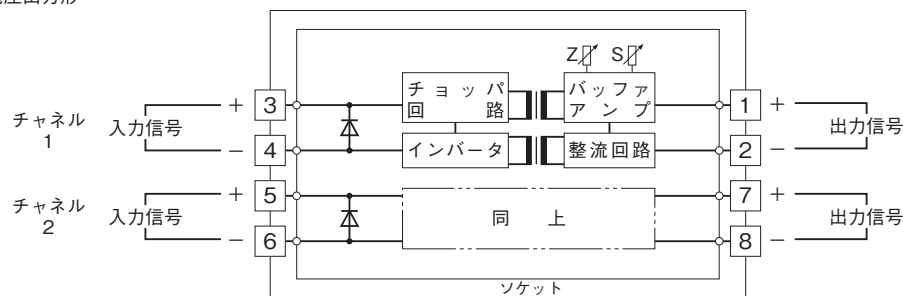 Z S
チョッパ
回路
バッファ
アンプ
インバータ
整流回路
チャネル
1
入力信号
+ 3
− 4
1 +
2 −
出力信号
チャネル
2
入力信号
+ 5
− 6
同上
7 +
8 −
出力信号
ソケット